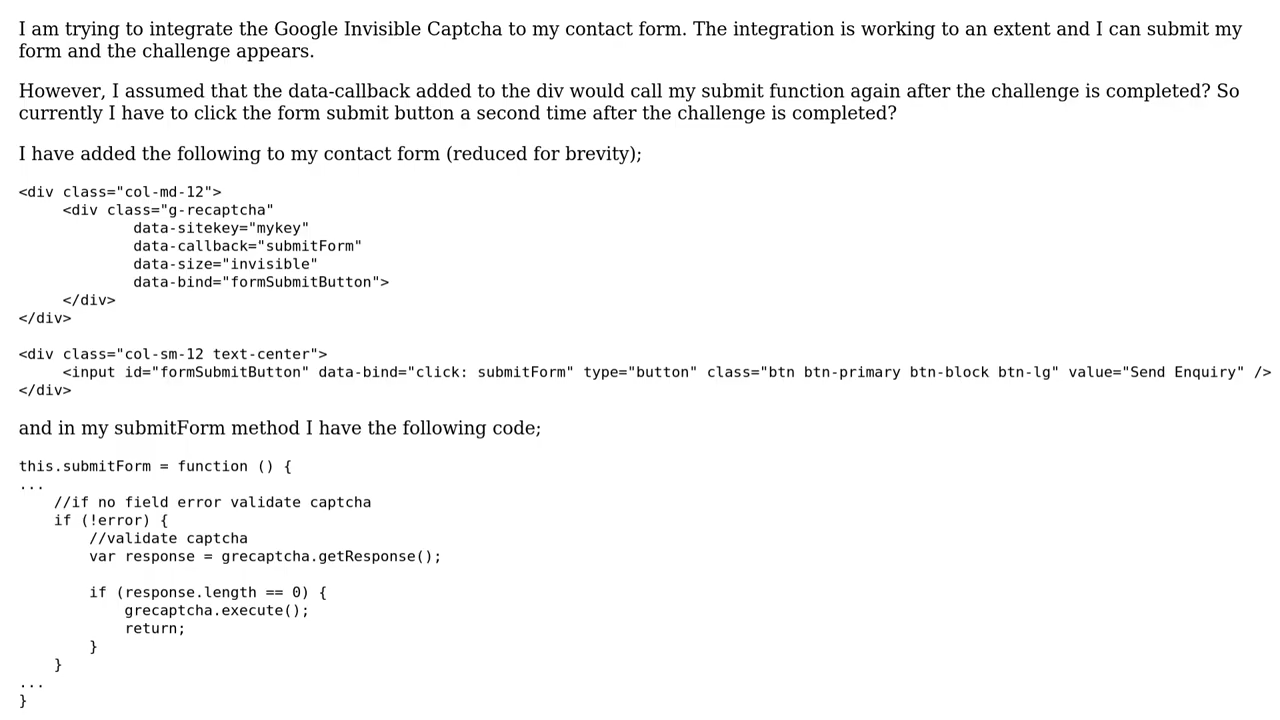 I am trying to integrate the Google Invisible Captcha to my contact form. The integration is working to an extent and I can submit my
form and the challenge appears.
However, I assumed that the data-callback added to the div would call my submit function again after the challenge is completed? So
currently I have to click the form submit button a second time after the challenge is completed?
I have added the following to my contact form (reduced for brevity);
<div class="col-md-12">
     <div class="g-recaptcha"
             data-sitekey="mykey"
             data-callback="submitForm"
             data-size="invisible"
             data-bind="formSubmitButton">
     </div>
</div>
<div class="col-sm-12 text-center">
     <input id="formSubmitButton" data-bind="click: submitForm" type="button" class="btn btn-primary btn-block btn-lg" value="Send Enquiry" />
</div>
and in my submitForm method I have the following code;
this.submitForm = function () {
...
    //if no field error validate captcha
    if (!error) {
        //validate captcha
        var response = grecaptcha.getResponse();
        if (response.length == 0) {
            grecaptcha.execute();
            return;
        }
    }
...
}